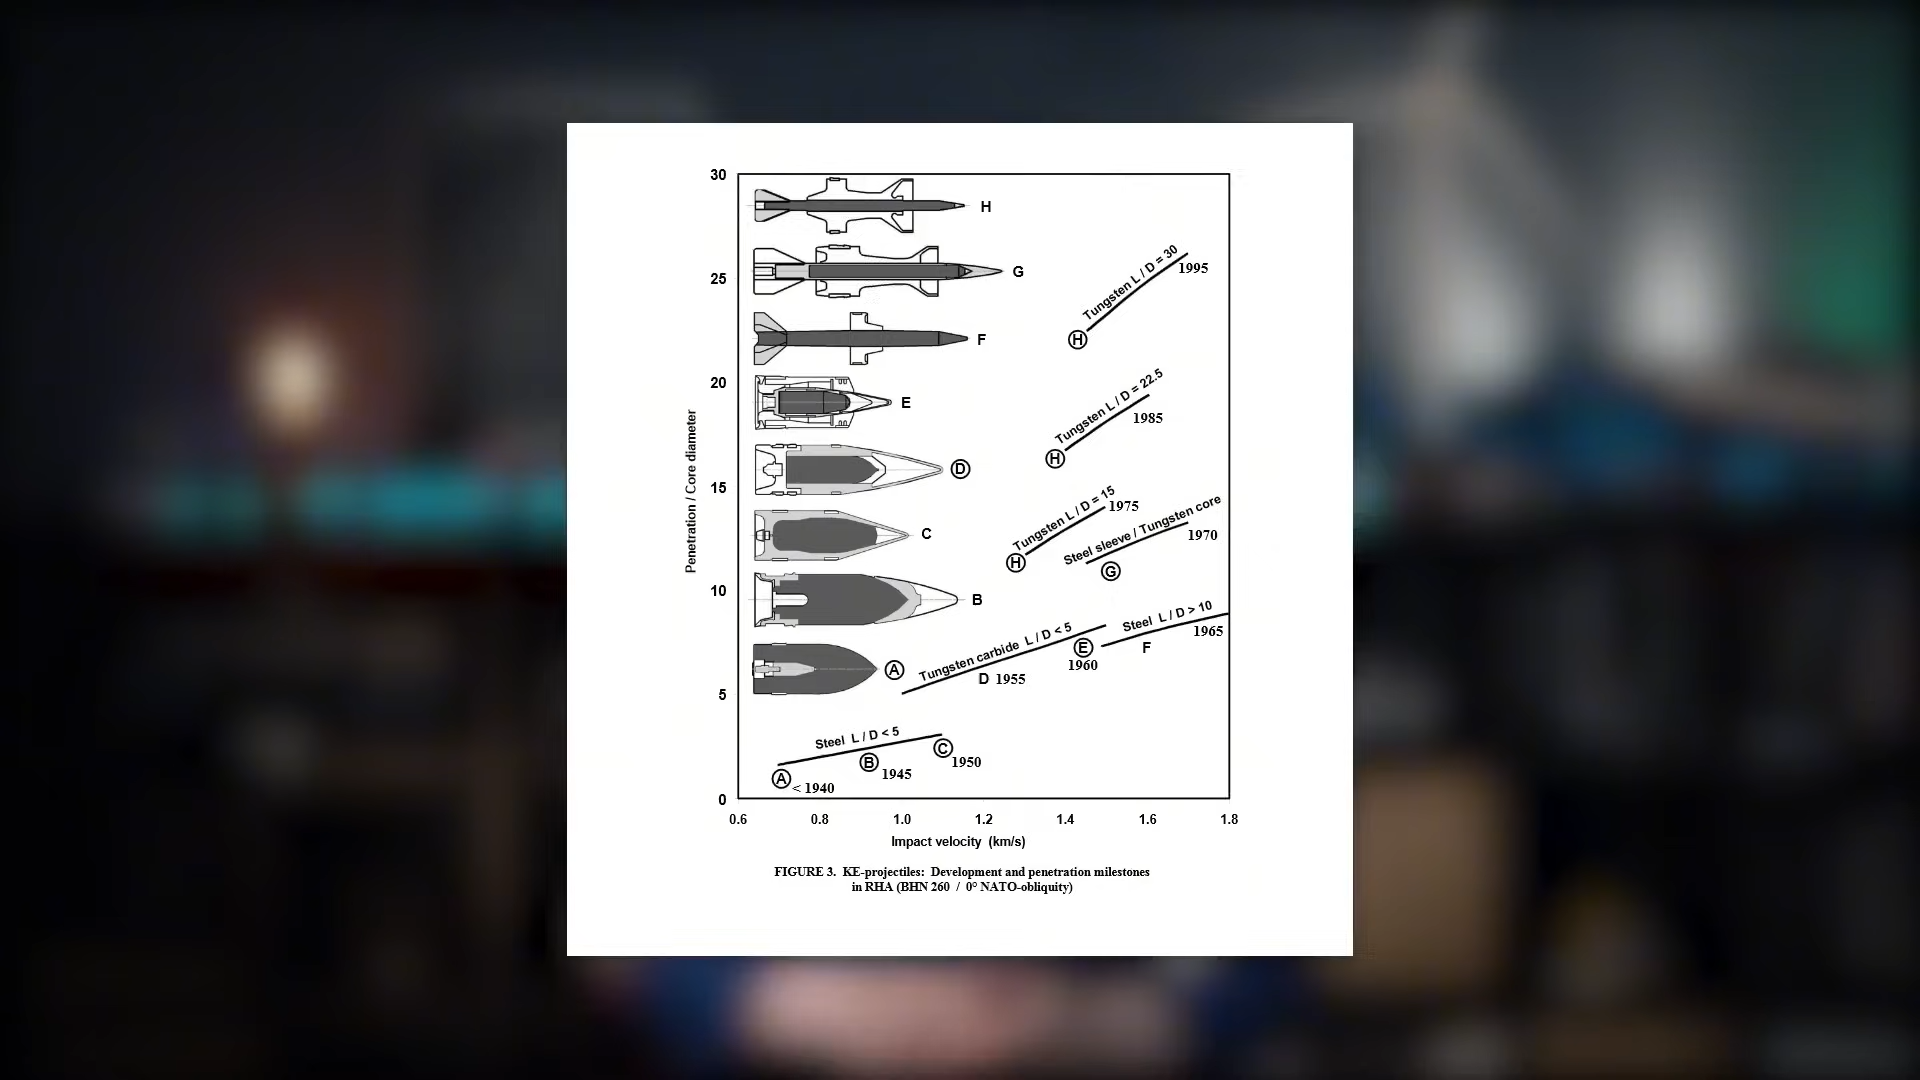 30
H
Tungsten L / D = 30
1995
25
G
H
F
20
Tungsten L / D = 22.5
E
1985
H
Penetration / Core diameter
15
D
Tungsten L / D = 15
1975
Steel sleeve / Tungsten core
1970
C
H
G
10
B
Steel L / D > 10
1965
Tungsten carbide L / D < 5
E
F
1960
A
D 1955
5
Steel L / D < 5
C
1950
B
1945
A
< 1940
0
0.6 0.8 1.0 1.2 1.4 1.6 1.8
Impact velocity (km/s)
FIGURE 3. KE-projectiles: Development and penetration milestones
in RHA (BHN 260 / 0° NATO-obliquity)